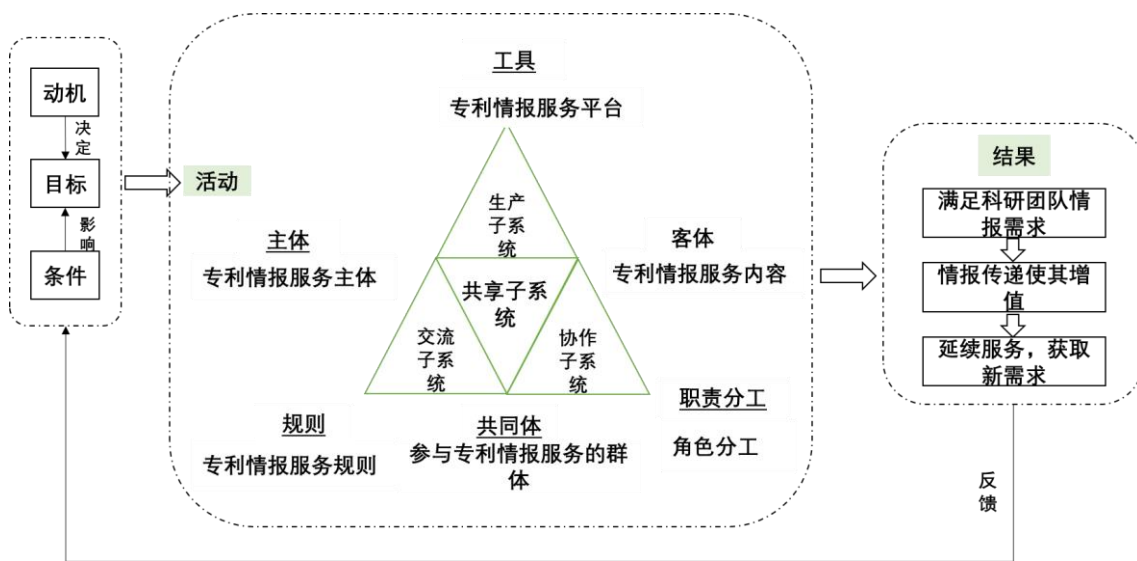 动机
决
定
目标
影
响
条件
活动
工具
专利情报服务平台
生产
子系
统
主体
专利情报服务主体
客体
专利情报服务内容
共享子系
统
交流
子系
统
协作
子系
统
规则
专利情报服务规则
共同体
参与专利情报服务的群
体
职责分工
角色分工
结果
满足科研团队情
报需求
情报传递使其增
值
延续服务，获取
新需求
反
馈